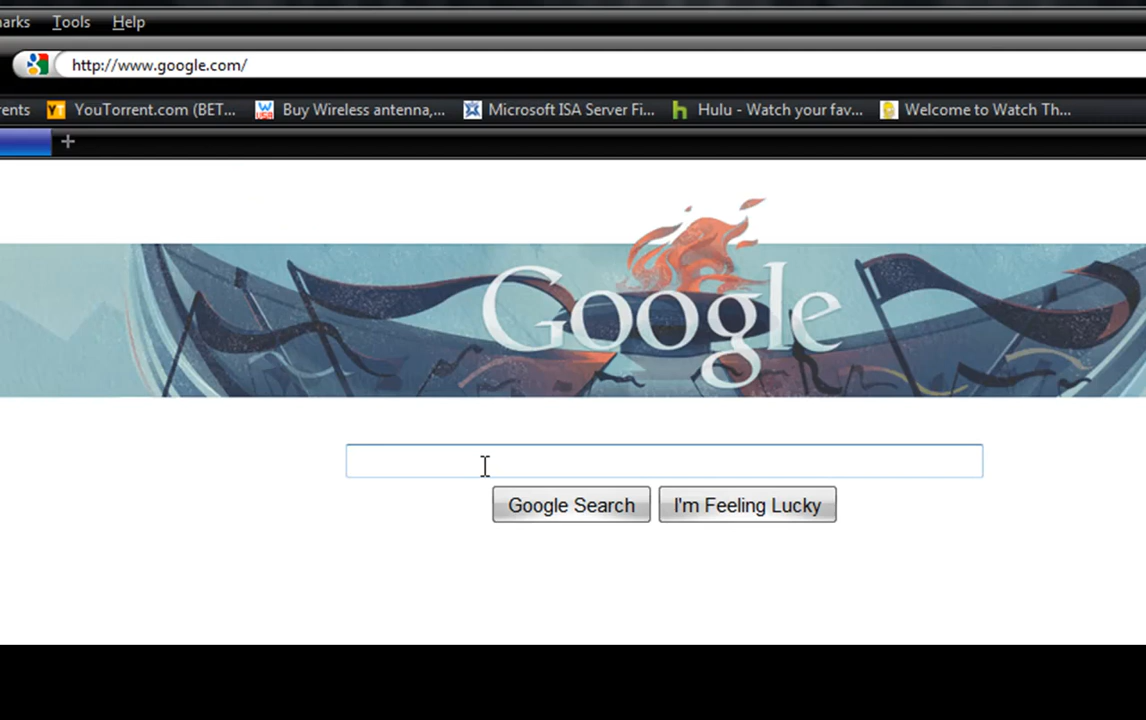 arks Tools Help
http://www.google.com/
ents YouTorrent.com (BET... Buy Wireless antenna,... Microsoft ISA Server Fi... Hulu - Watch your fav... Welcome to Watch Th...
Google
Google Search I'm Feeling Lucky